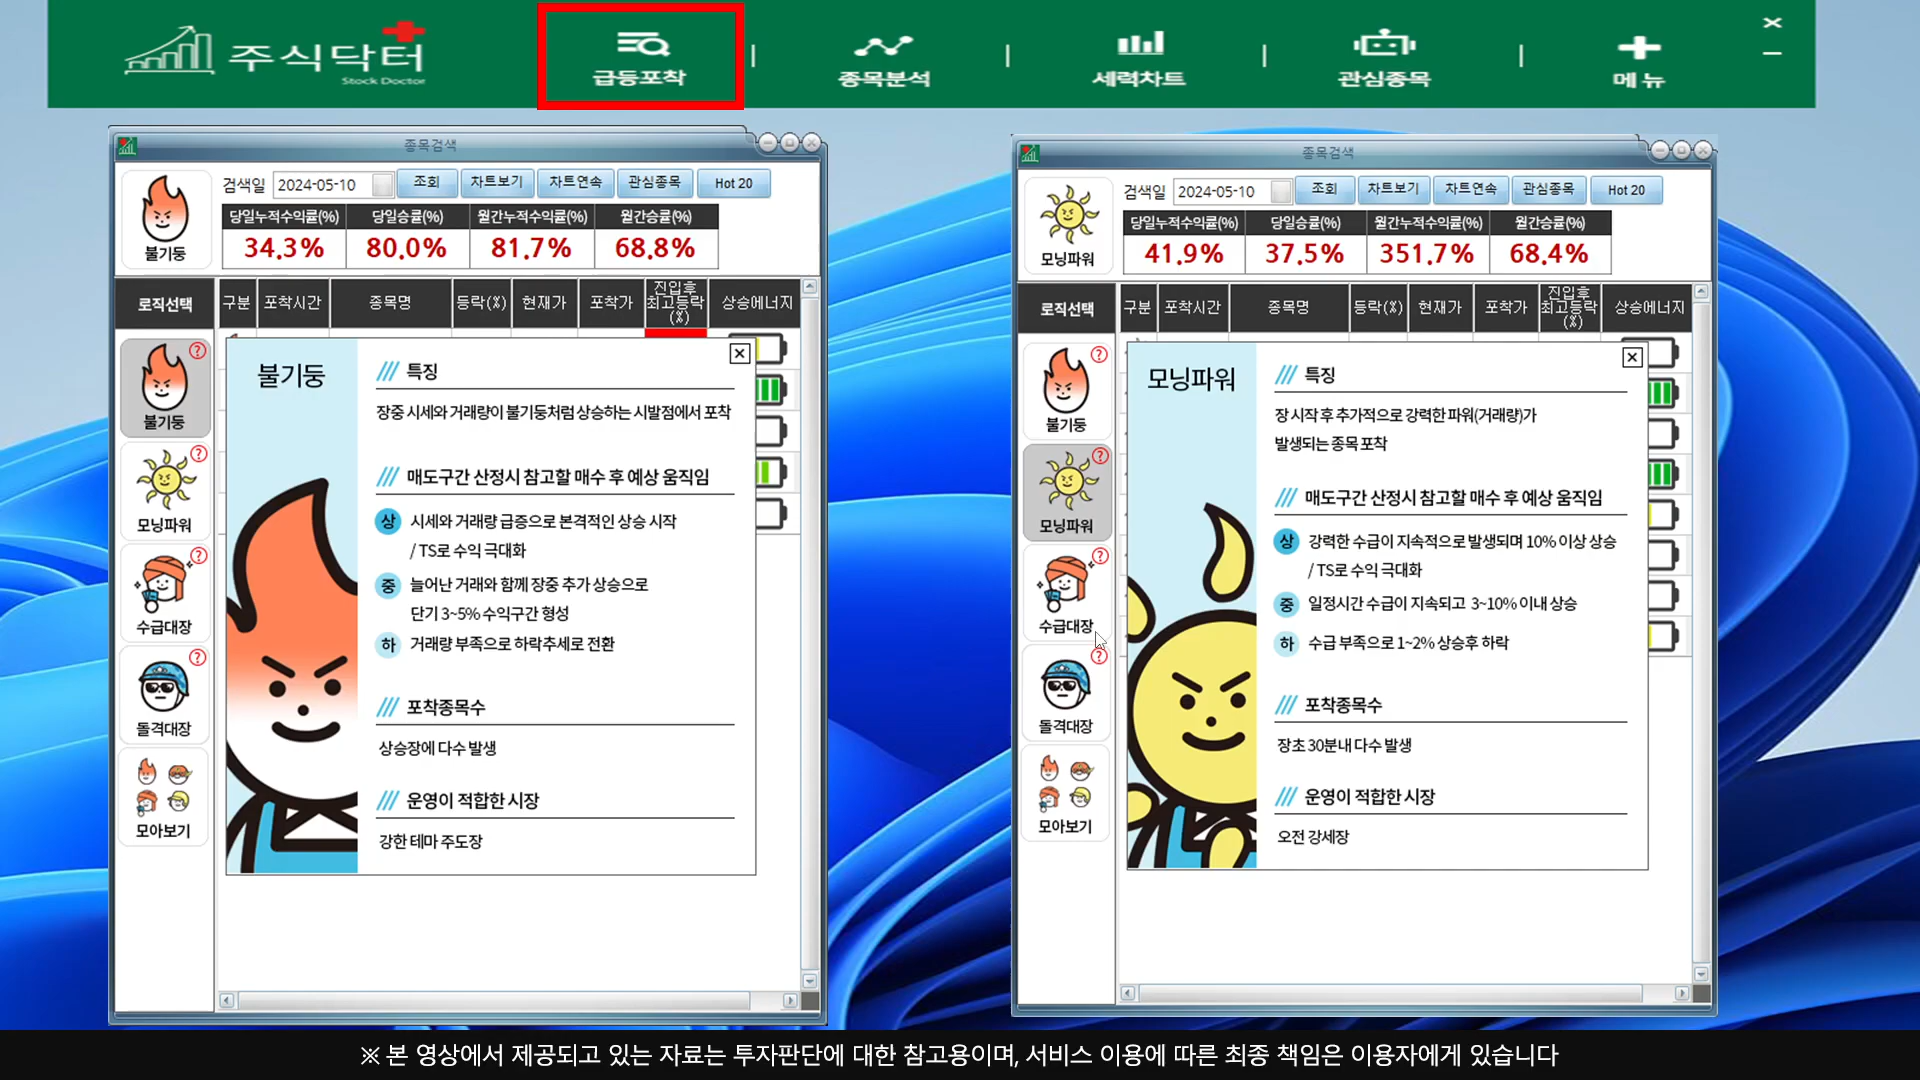 주식닥터
Stock Doctor
급등포착
종목분석
세력차트
관심종목
메뉴
종목검색
불기둥
검색일
2024-05-10
조회
차트보기
차트연속
관심종목
Hot 20
당일누적수익률(%)
당일승률(%)
월간누적수익률(%)
월간승률(%)
34.3%
80.0%
81.7%
68.8%
로직선택
구분
포착시간
종목명
등락(%)
현재가
포착가
진입후
최고등락
(%)
상승에너지
불기둥
모닝파워
수급대장
돌격대장
모아보기
불기둥
특징
장중 시세와 거래량이 불기둥처럼 상승하는 시발점에서 포착
매도구간 산정시 참고할 매수 후 예상 움직임
상 시세와 거래량 급증으로 본격적인 상승 시작
/ TS로 수익 극대화
중 늘어난 거래와 함께 장중 추가 상승으로
단기 3~5% 수익구간 형성
하 거래량 부족으로 하락추세로 전환
포착종목수
상승장에 다수 발생
운영이 적합한 시장
강한 테마 주도장
종목검색
모닝파워
검색일
2024-05-10
조회
차트보기
차트연속
관심종목
Hot 20
당일누적수익률(%)
당일승률(%)
월간누적수익률(%)
월간승률(%)
41.9%
37.5%
351.7%
68.4%
로직선택
구분
포착시간
종목명
등락(%)
현재가
포착가
진입후
최고등락
(%)
상승에너지
불기둥
모닝파워
수급대장
돌격대장
모아보기
모닝파워
특징
장 시작 후 추가적으로 강력한 파워(거래량)가
발생되는 종목 포착
매도구간 산정시 참고할 매수 후 예상 움직임
상 강력한 수급이 지속적으로 발생되며 10% 이상 상승
/ TS로 수익 극대화
중 일정시간 수급이 지속되고 3~10% 이내 상승
하 수급 부족으로 1~2% 상승후 하락
포착종목수
장초 30분내 다수 발생
운영이 적합한 시장
오전 강세장
※ 본 영상에서 제공되고 있는 자료는 투자판단에 대한 참고용이며, 서비스 이용에 따른 최종 책임은 이용자에게 있습니다